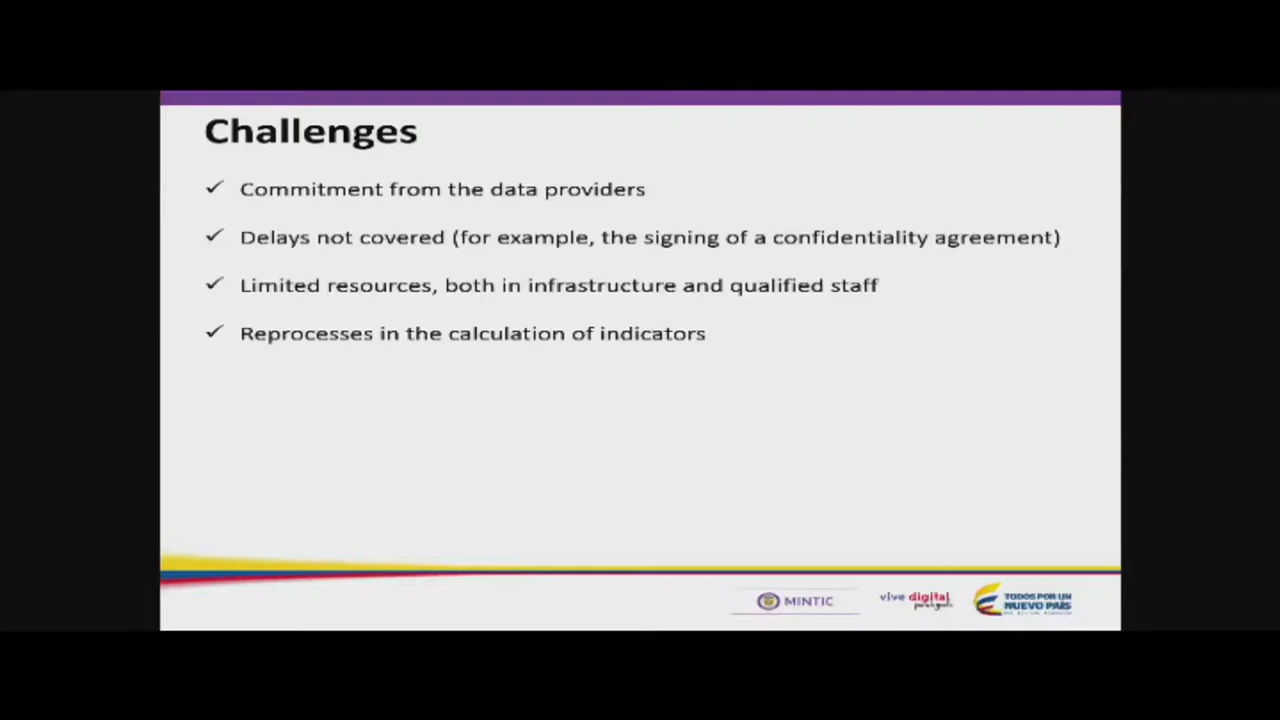 Challenges
✓ Commitment from the data providers
✓ Delays not covered (for example, the signing of a confidentiality agreement)
✓ Limited resources, both in infrastructure and qualified staff
✓ Reprocesses in the calculation of indicators
MINTIC
vive digital
TODOS POR UN
NUEVO PAÍS